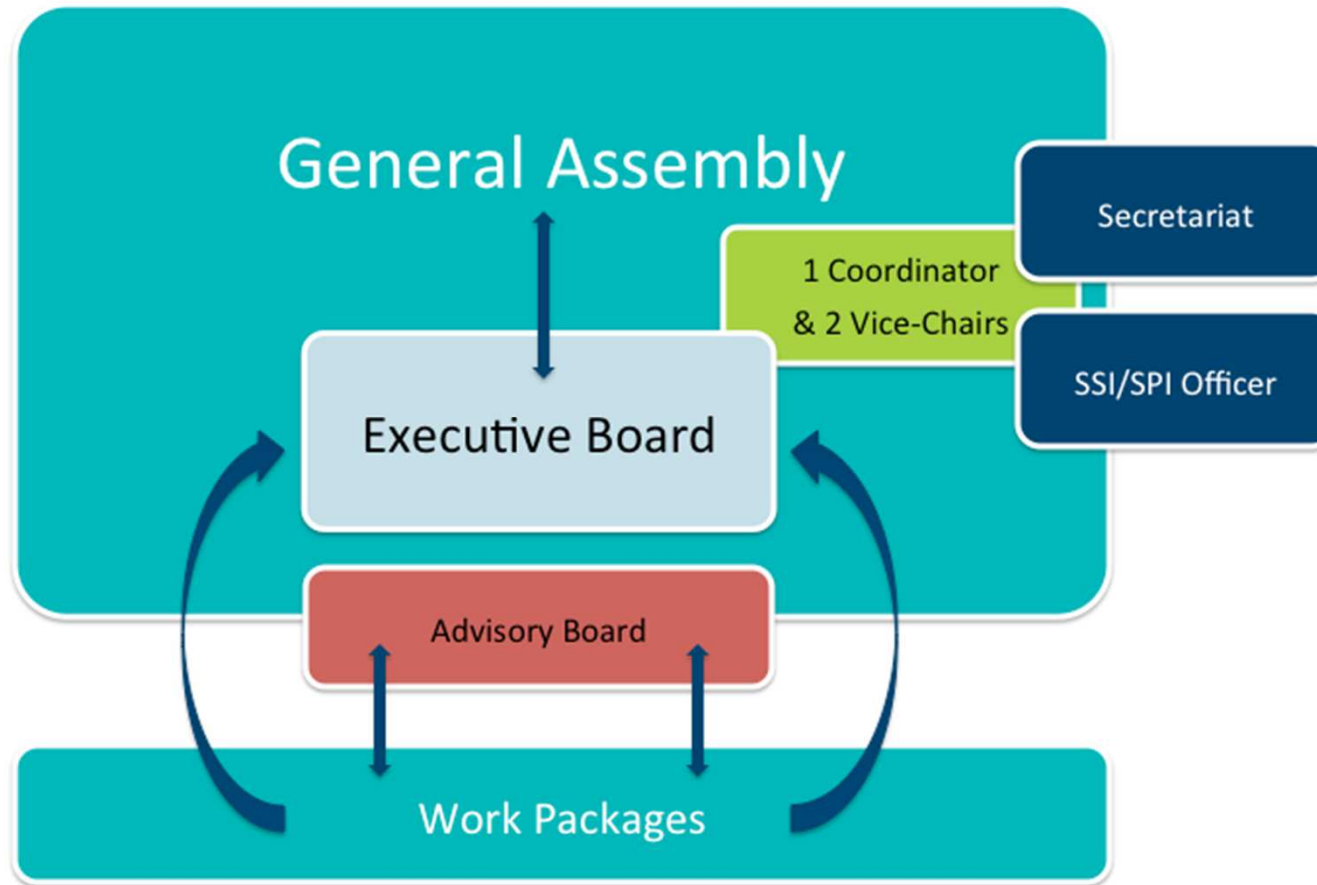 General Assembly
Secretariat
1 Coordinator
& 2 Vice-Chairs
SSI/SPI Officer
Executive Board
Advisory Board
Work Packages